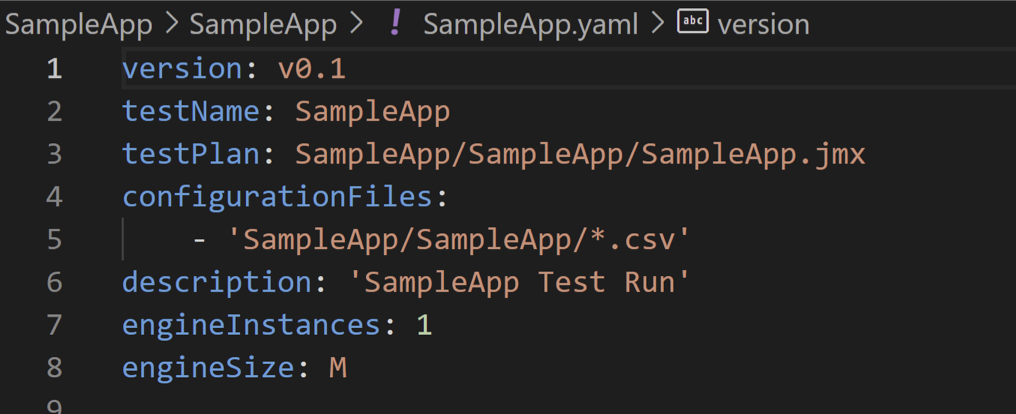 SampleApp > SampleApp > ! SampleApp.yaml > abc version
1 version: v0.1
2 testName: SampleApp
3 testPlan: SampleApp/SampleApp/SampleApp.jmx
4 configurationFiles:
5     - 'SampleApp/SampleApp/*.csv'
6 description: 'SampleApp Test Run'
7 engineInstances: 1
8 engineSize: M
9